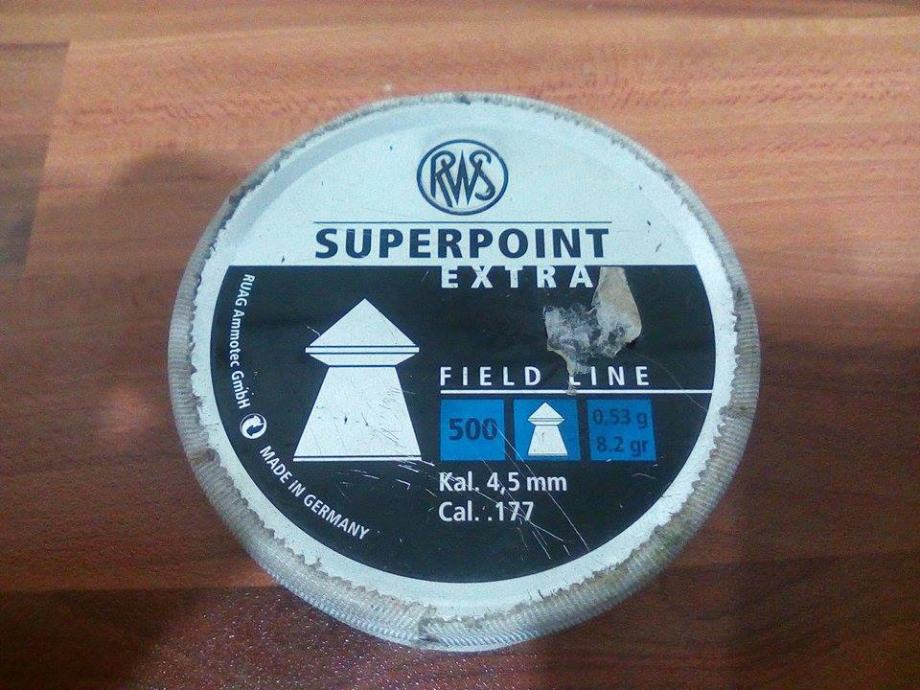 RWS
SUPERPOINT
EXTRA
FIELD LINE
500
0,53 g
8.2 gr
Kal. 4,5 mm
Cal. .177
RUAG Ammotec GmbH
MADE IN GERMANY